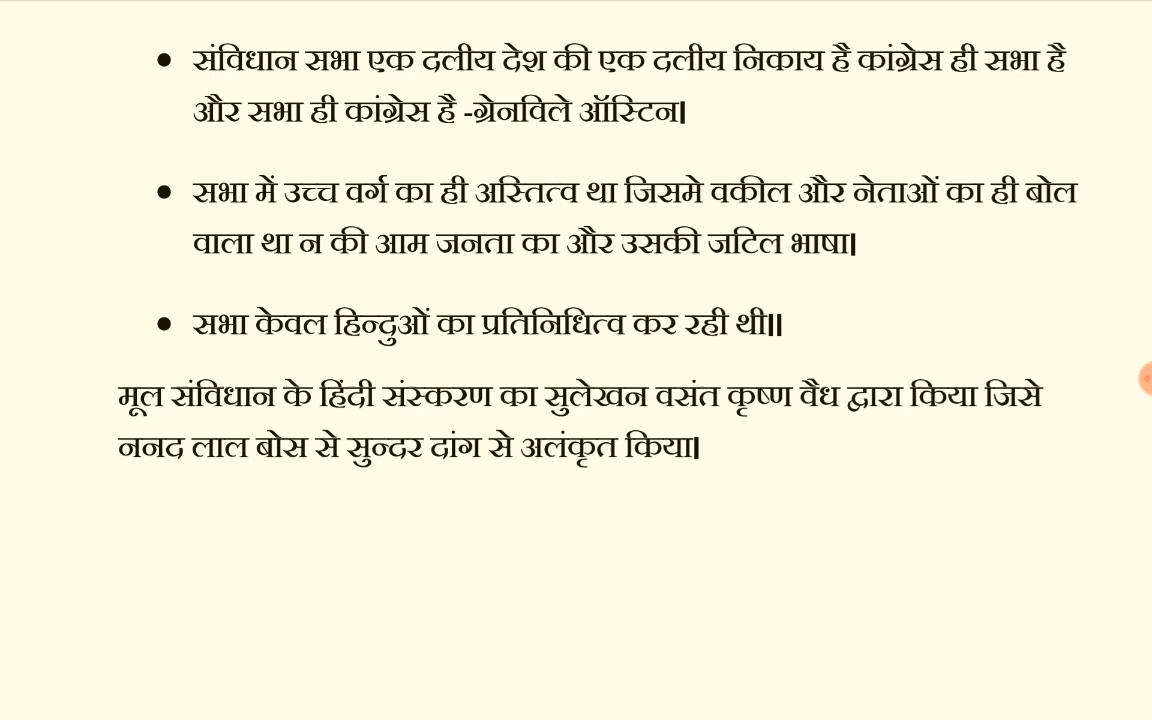 • संविधान सभा एक दलीय देश की एक दलीय निकाय है कांग्रेस ही सभा है
और सभा ही कांग्रेस है -ग्रेनविले ऑस्टिन।
• सभा में उच्च वर्ग का ही अस्तित्व था जिसमे वकील और नेताओं का ही बोल
वाला था न की आम जनता का और उसकी जटिल भाषा।
• सभा केवल हिन्दुओं का प्रतिनिधित्व कर रही थी॥
मूल संविधान के हिंदी संस्करण का सुलेखन वसंत कृष्ण वैध द्वारा किया जिसे
ननद लाल बोस से सुन्दर दांग से अलंकृत किया।